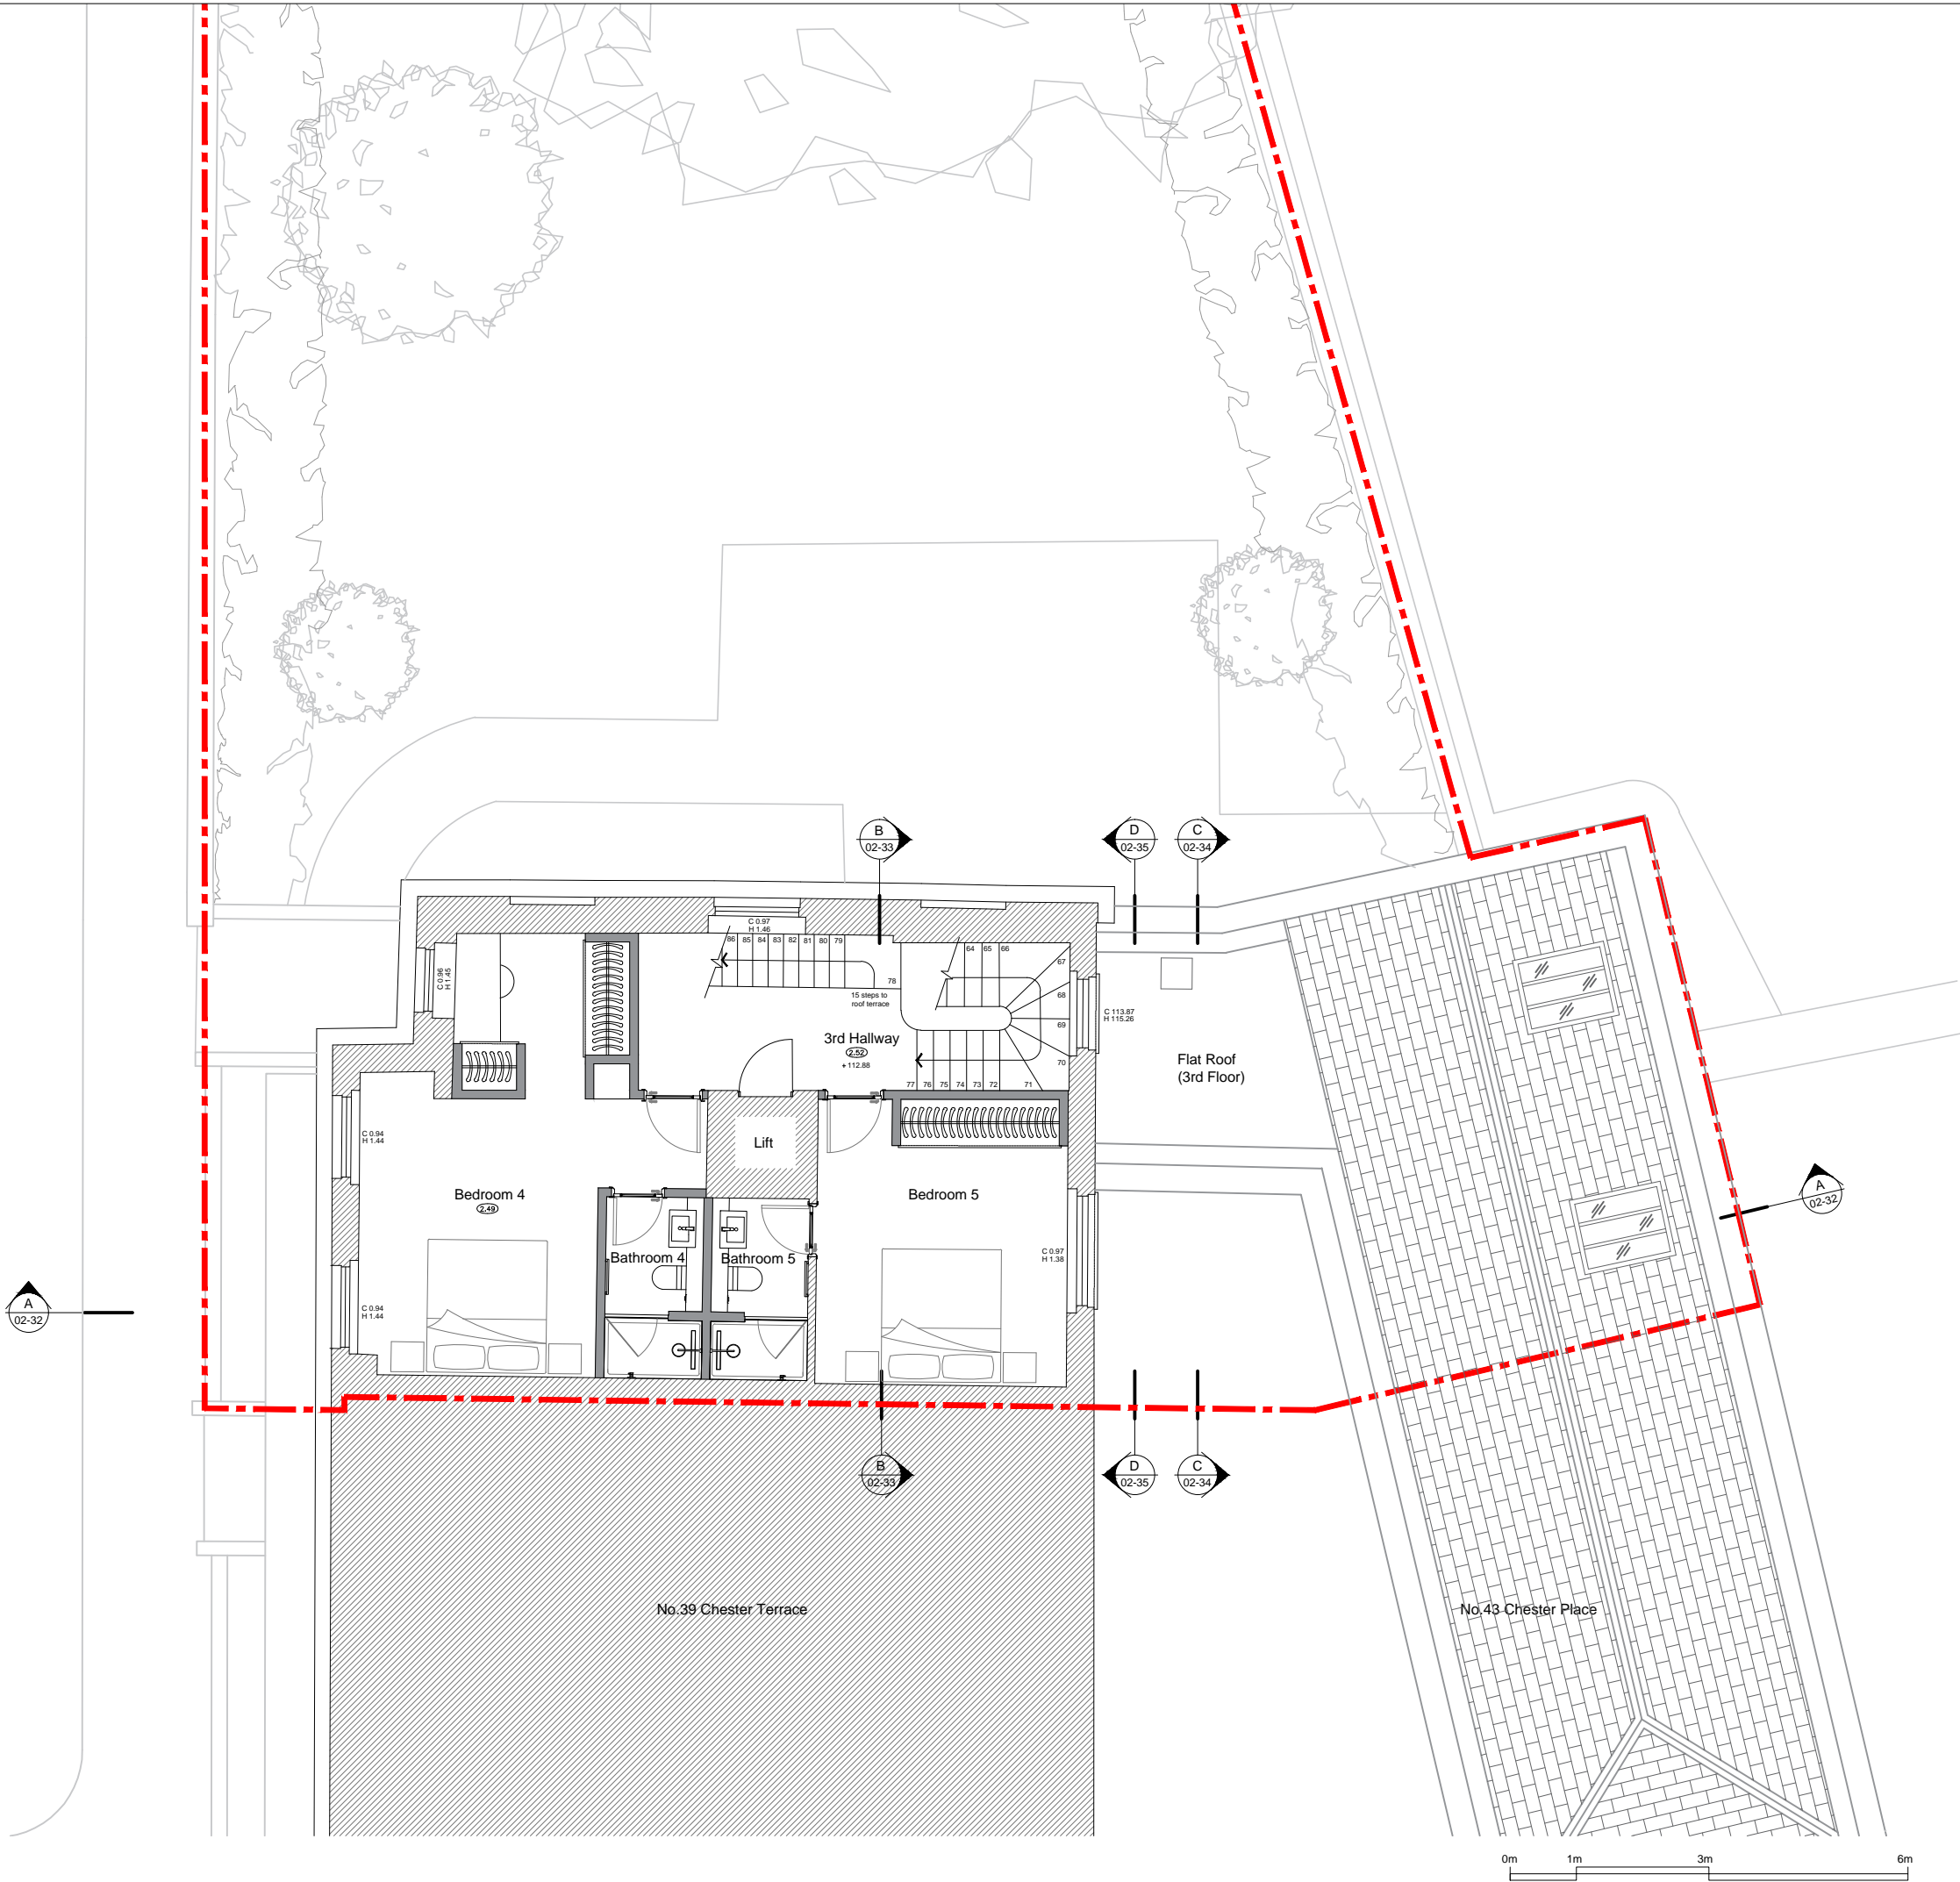 B
02-33
D
02-35
C
02-34
C 0.97
H 1.46
86 85 84 83 82 81 80 79
78
64 65 66
67
68
69
70
71
77 76 75 74 73 72
C 0.96
H 1.45
15 steps to
roof terrace
C 113.87
H 115.26
3rd Hallway
2.52
+112.88
Flat Roof
(3rd Floor)
C 0.94
H 1.44
Lift
Bedroom 4
2.49
Bedroom 5
A
02-32
Bathroom 4
Bathroom 5
C 0.97
H 1.38
A
02-32
C 0.94
H 1.44
B
02-33
D
02-35
C
02-34
No.39 Chester Terrace
No.43 Chester Place
0m 1m 3m 6m